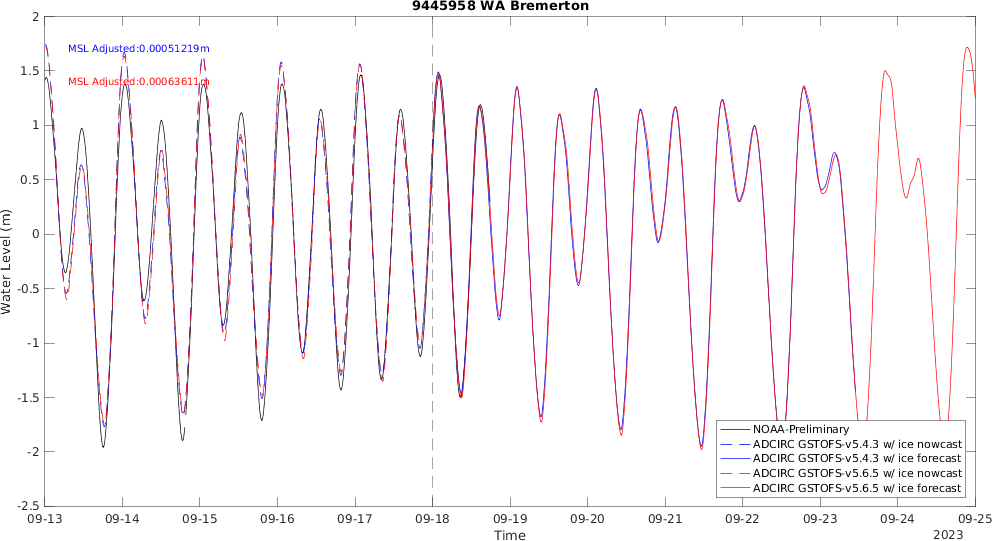 9445958 WA Bremerton
MSL Adjusted:0.00051219m
MSL Adjusted:0.00063611m
Water Level (m)
2
1.5
1
0.5
0
-0.5
-1
-1.5
-2
-2.5
NOAA-Preliminary
ADCIRC GSTOFS-v5.4.3 w/ ice nowcast
ADCIRC GSTOFS-v5.4.3 w/ ice forecast
ADCIRC GSTOFS-v5.6.5 w/ ice nowcast
ADCIRC GSTOFS-v5.6.5 w/ ice forecast
09-13 09-14 09-15 09-16 09-17 09-18 09-19 09-20 09-21 09-22 09-23 09-24 09-25
Time
2023